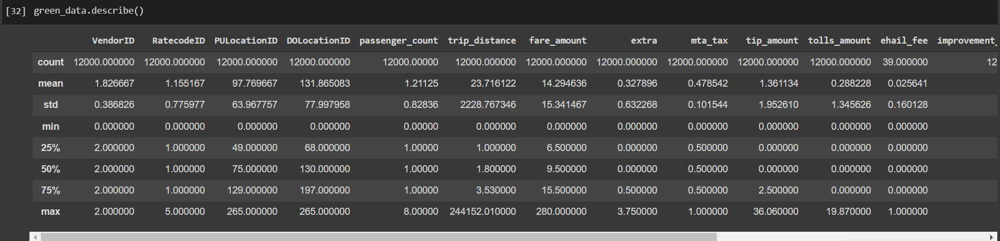 [32] green_data.describe()
VendorID RatecodeID PULocationID DOLocationID passenger_count trip_distance fare_amount extra mta_tax tip_amount tolls_amount ehail_fee improvement_
count 12000.000000 12000.000000 12000.000000 12000.000000 12000.00000 12000.000000 12000.000000 12000.000000 12000.000000 12000.000000 12000.000000 39.000000 12
mean 1.826667 1.155167 97.769667 131.865083 1.21125 23.716122 14.294636 0.327896 0.478542 1.361134 0.288228 0.025641
std 0.386826 0.775977 63.967757 77.997958 0.82836 2228.767346 15.341467 0.632268 0.101544 1.952610 1.345626 0.160128
min 0.000000 0.000000 0.000000 0.000000 0.00000 0.000000 0.000000 0.000000 0.000000 0.000000 0.000000 0.000000
25% 2.000000 1.000000 49.000000 68.000000 1.00000 1.000000 6.500000 0.000000 0.500000 0.000000 0.000000 0.000000
50% 2.000000 1.000000 75.000000 130.000000 1.00000 1.800000 9.500000 0.000000 0.500000 0.000000 0.000000 0.000000
75% 2.000000 1.000000 129.000000 197.000000 1.00000 3.530000 15.500000 0.500000 0.500000 2.500000 0.000000 0.000000
max 2.000000 5.000000 265.000000 265.000000 8.00000 244152.010000 280.000000 3.750000 1.000000 36.060000 19.870000 1.000000